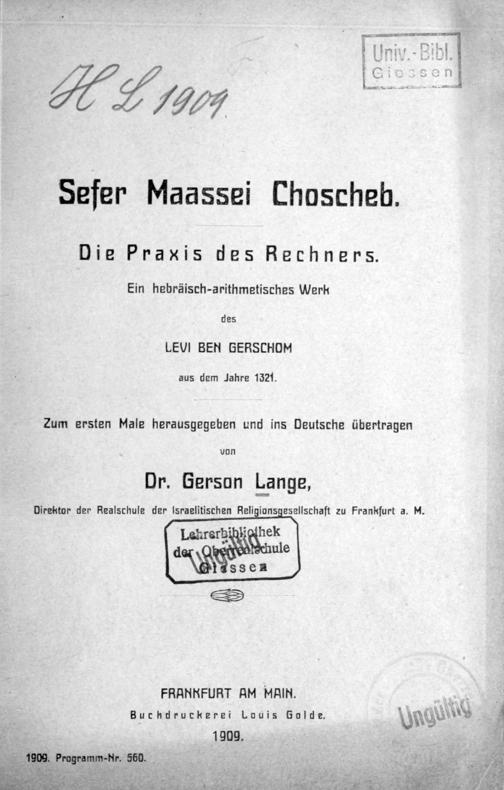 Univ.-Bibl.
Giessen
H L 1909.
Sefer Maassei Choscheb.
Die Praxis des Rechners.
Ein hebräisch-arithmetisches Werk
des
LEVI BEN GERSCHOM
aus dem Jahre 1321.
Zum ersten Male herausgegeben und ins Deutsche übertragen
von
Dr. Gerson Lange,
Direktor der Realschule der Israelitischen Religionsgesellschaft zu Frankfurt a. M.
Lehrerbibliothek
der Oberrealschule
Giessen
Ungültig
FRANKFURT AM MAIN.
Buchdruckerei Louis Golde.
1909.
Ungültig
1909. Programm-Nr. 560.